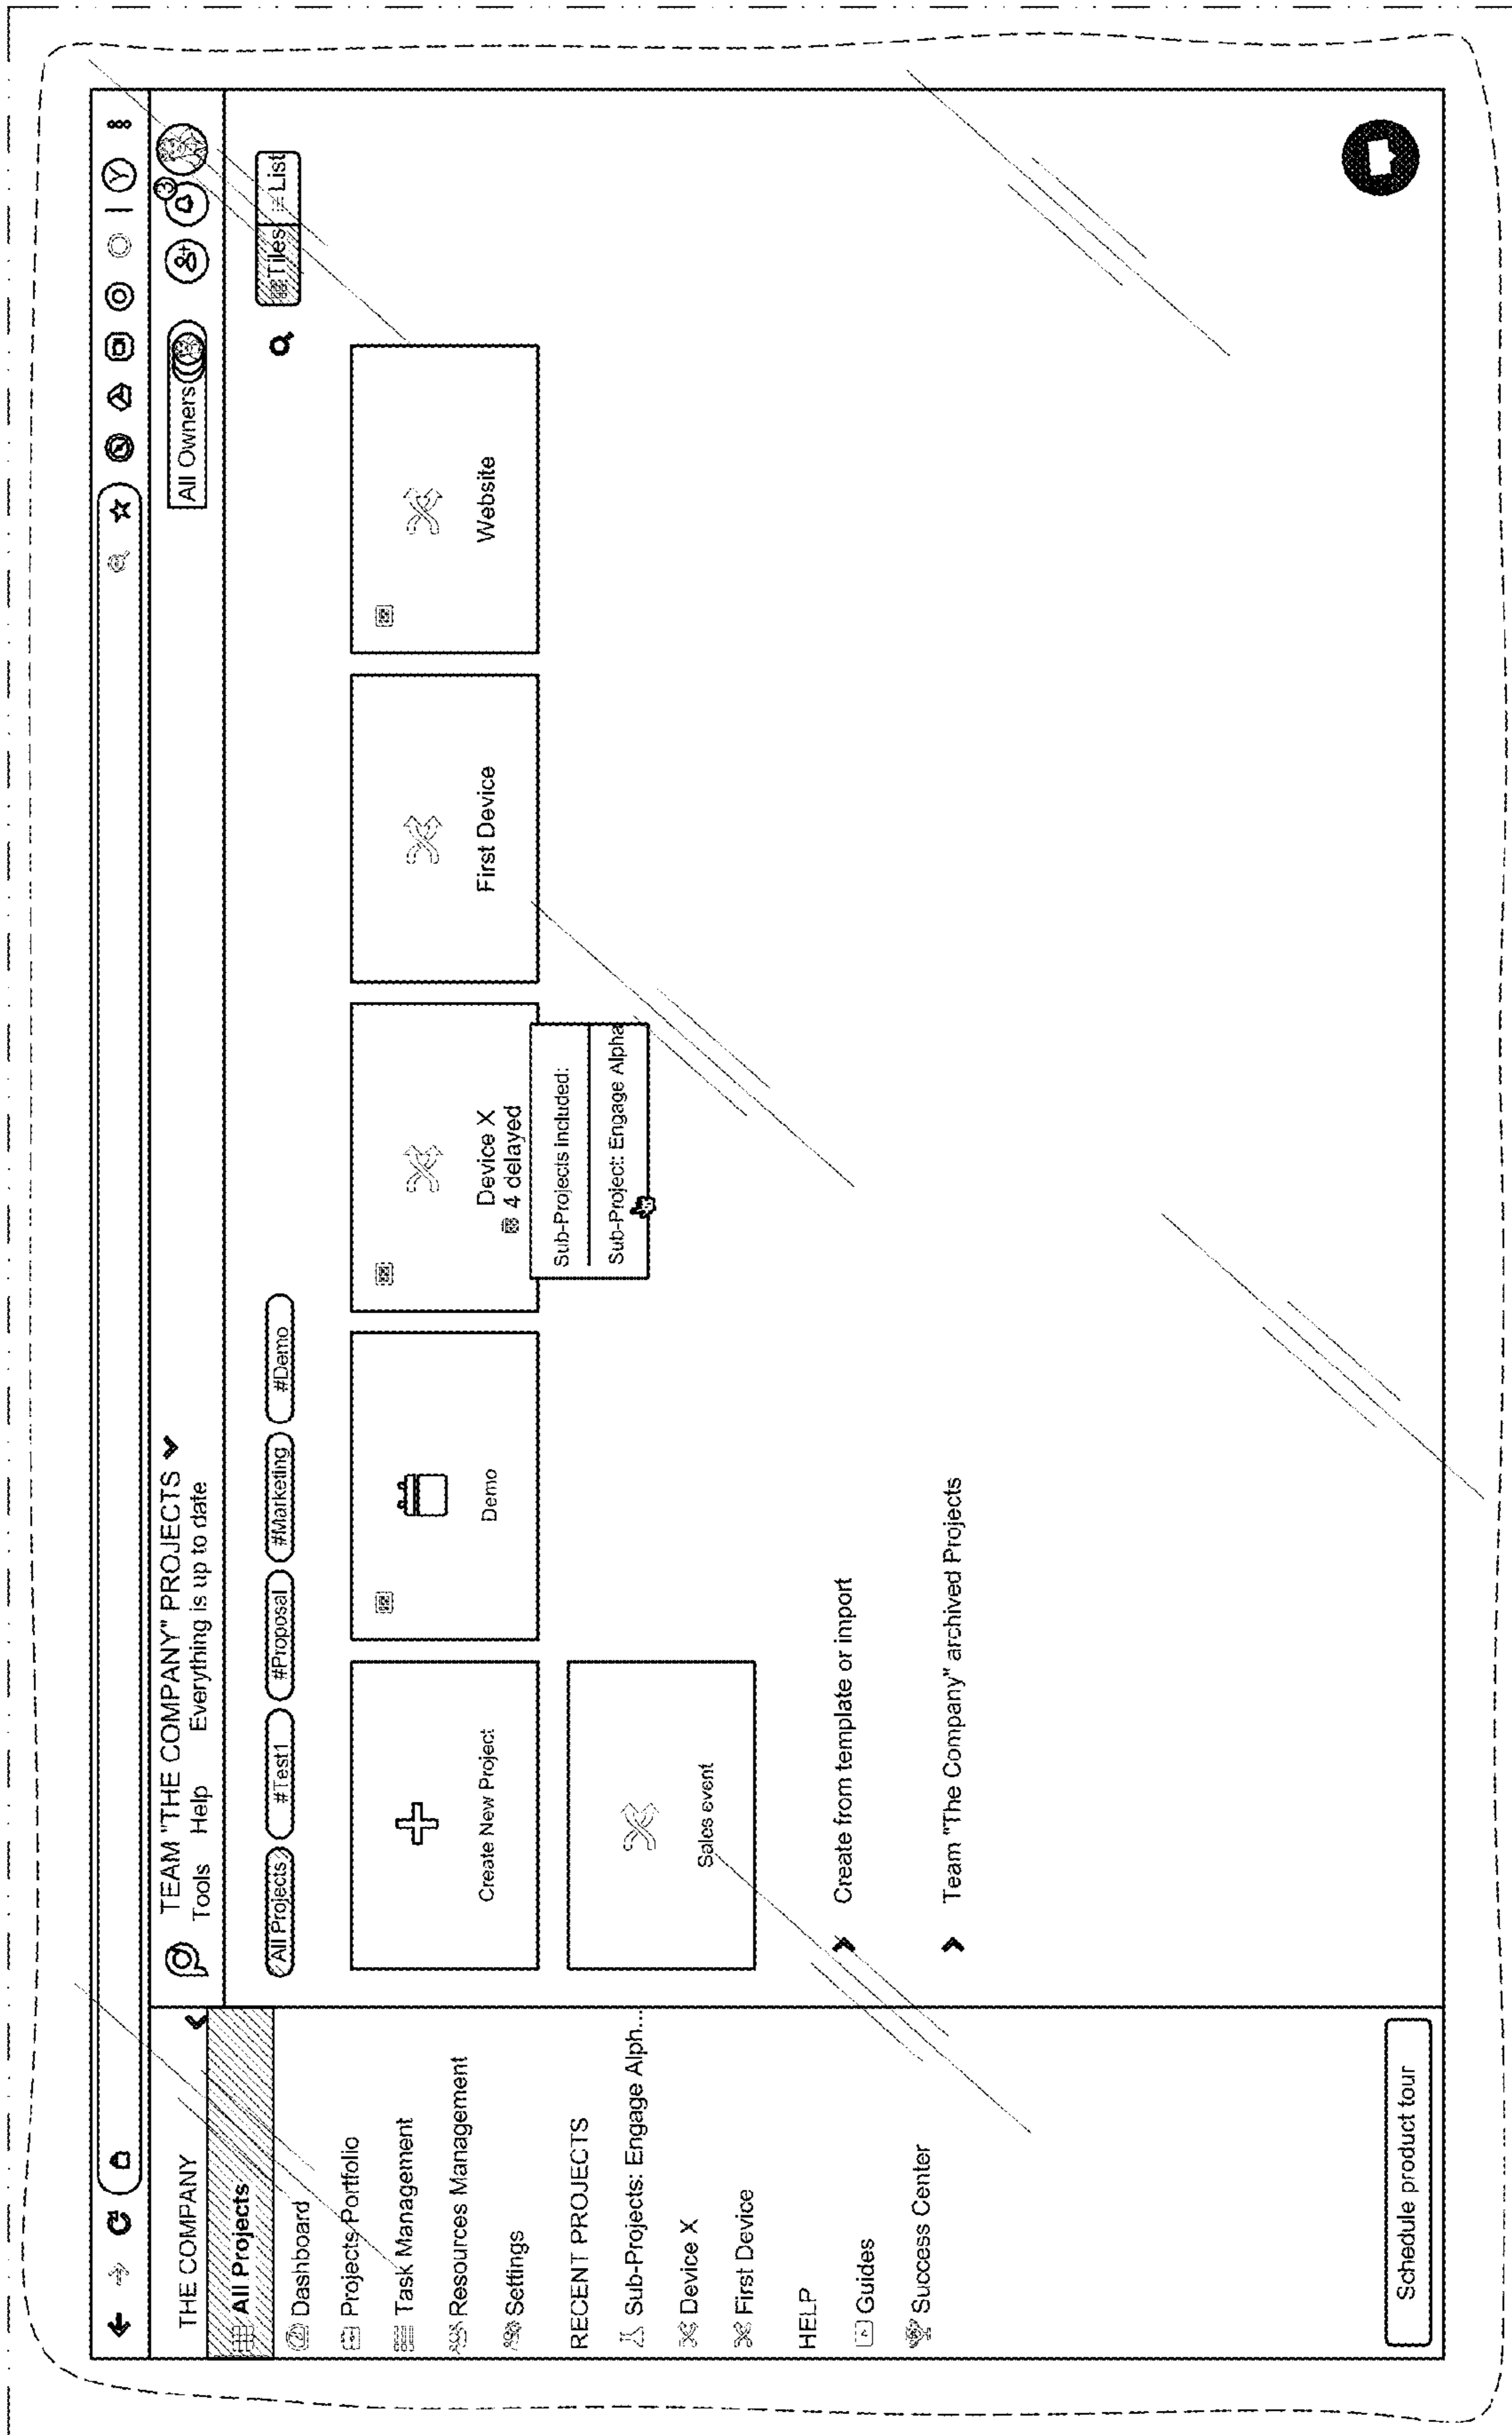 THE COMPANY
All Projects
Dashboard
Projects Portfolio
Task Management
Resources Management
Settings
RECENT PROJECTS
Sub-Projects: Engage Alph...
Device X
First Device
HELP
Guides
Success Center
Schedule product tour
TEAM "THE COMPANY" PROJECTS
Tools Help Everything is up to date
All Owners
3
Y
All Projects #Test1 #Proposal #Marketing #Demo
Tiles List
Create New Project
Demo
Device X
4 delayed
First Device
Website
Sub-Projects included:
Sub-Project: Engage Alpha
Sales event
Create from template or import
Team "The Company" archived Projects